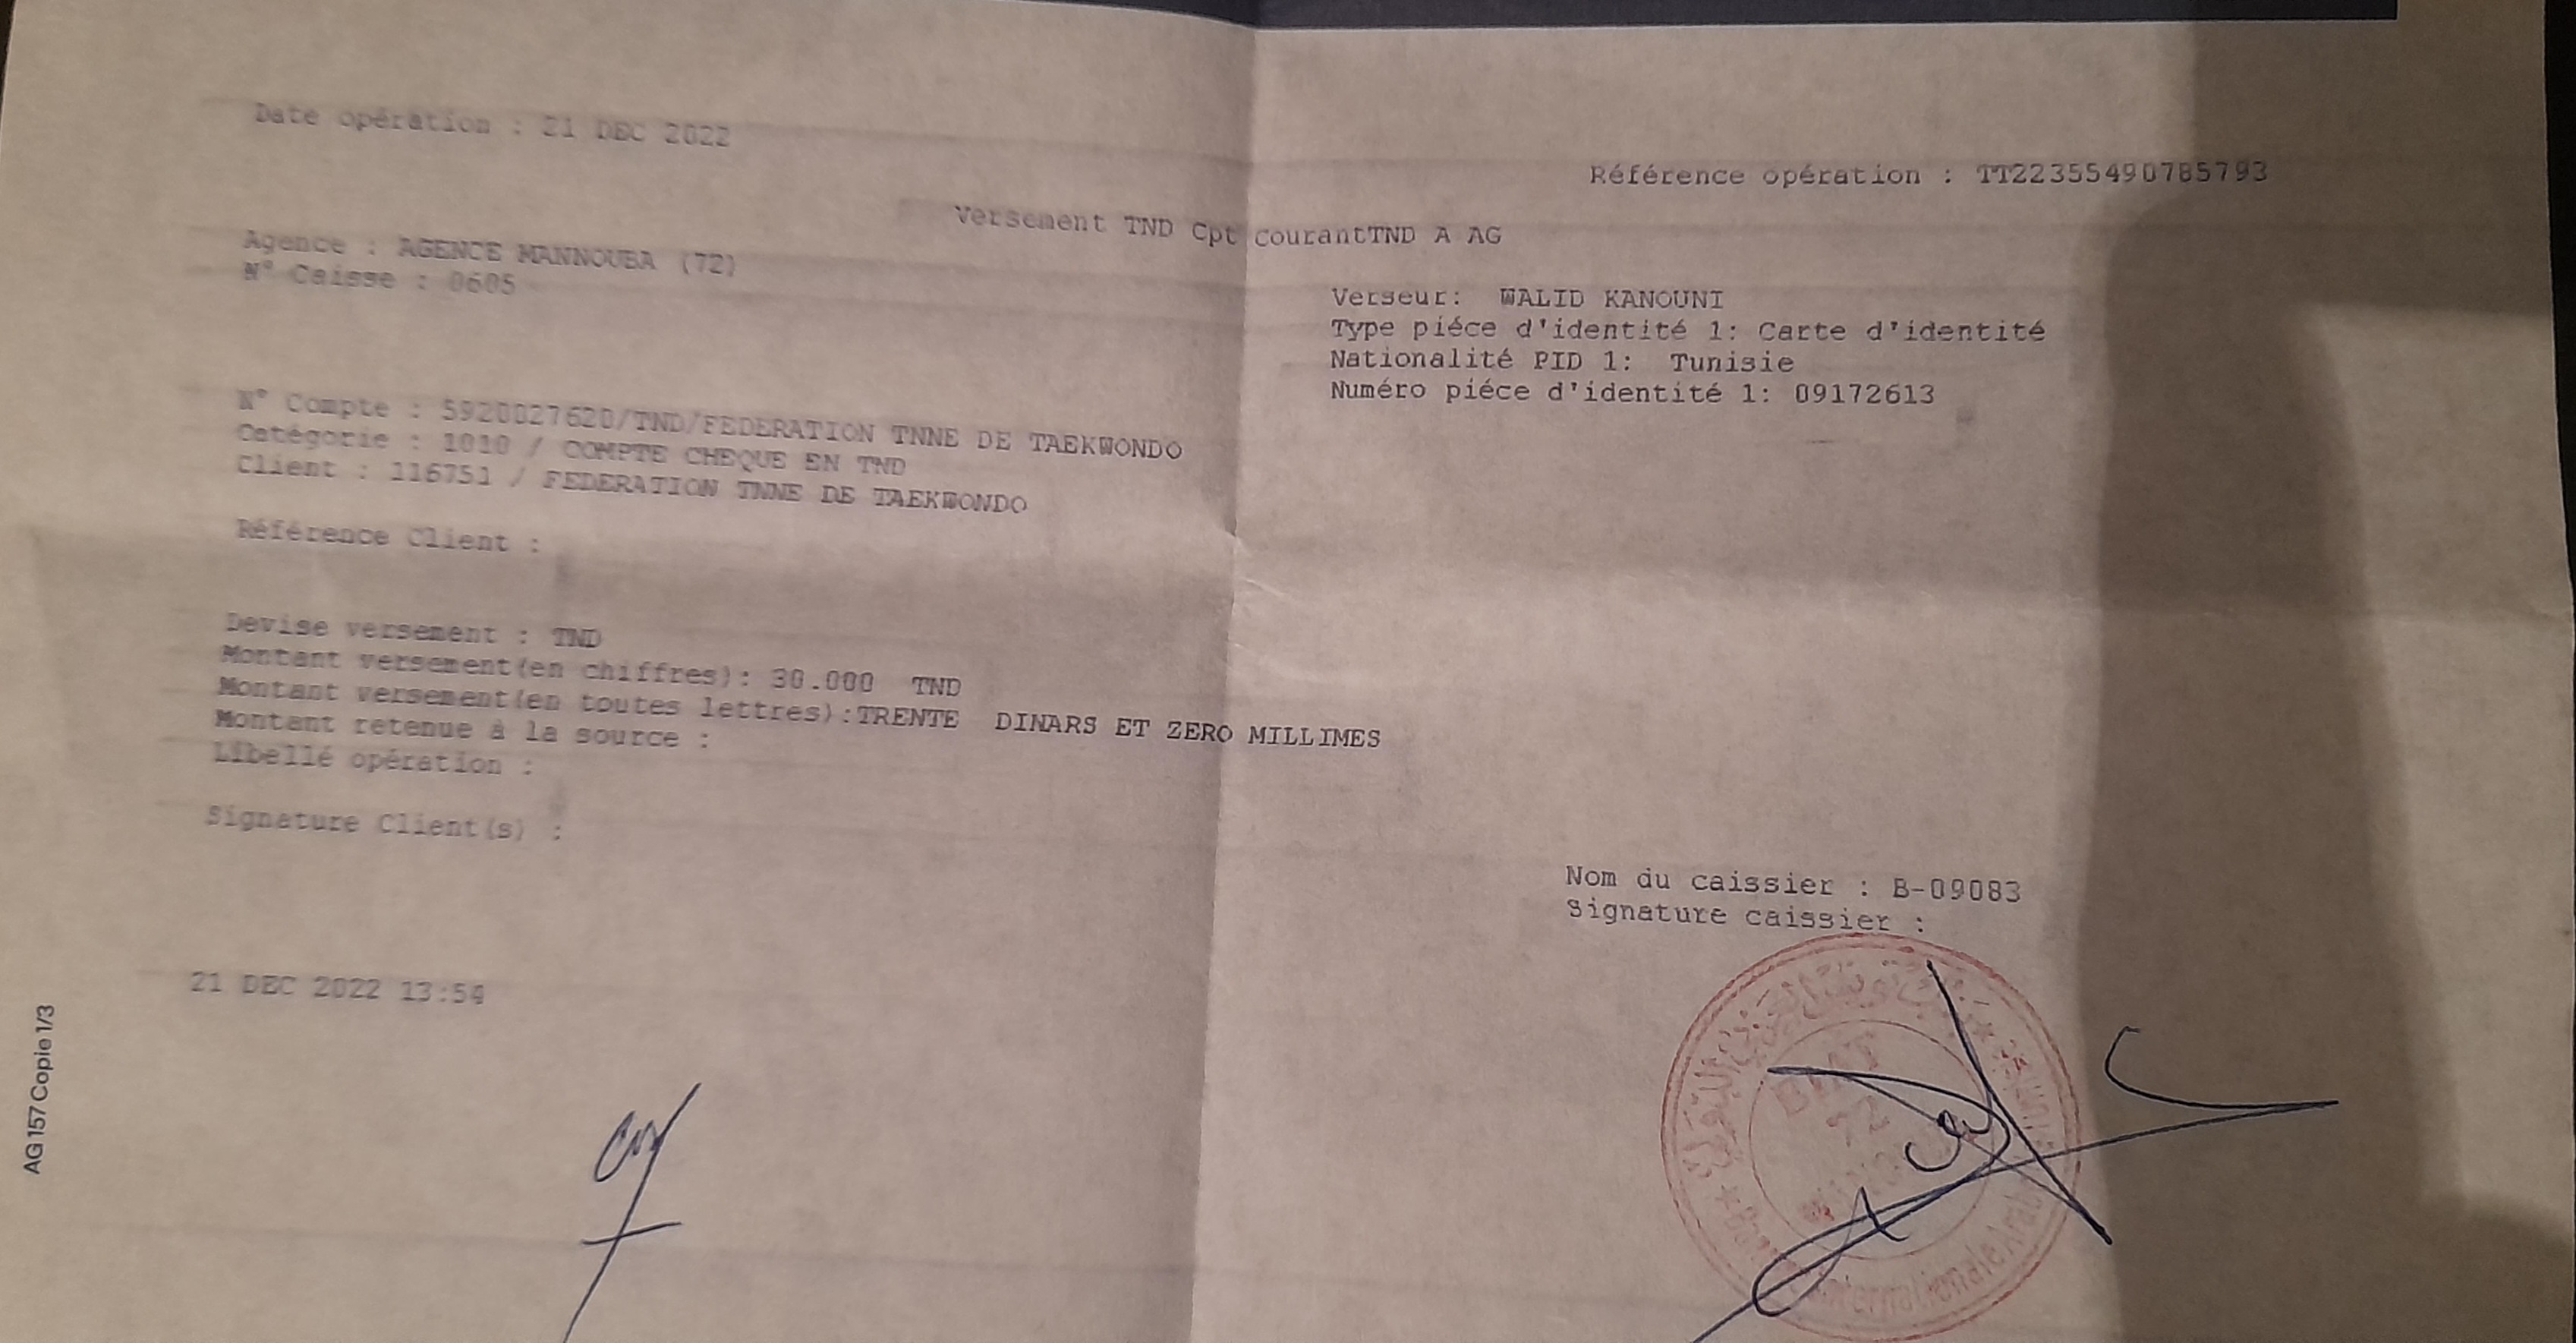 Date opération : 21 DEC 2022
Référence opération : TT22355490785793
Versement TND Cpt CourantTND A AG
Agence : AGENCE MANNOUBA (72)
N° Caisse : 0605
Verseur: WALID KANOUNI
Type piéce d'identité 1: Carte d'identité
Nationalité PID 1: Tunisie
Numéro piéce d'identité 1: 09172613
N° Compte : 5920027620/TND/FEDERATION TNNE DE TAEKWONDO
Catégorie : 1010 / COMPTE CHEQUE EN TND
Client : 116751 / FEDERATION TNNE DE TAEKWONDO
Référence Client :
Devise versement : TND
Montant versement(en chiffres): 30.000 TND
Montant versement(en toutes lettres):TRENTE DINARS ET ZERO MILLIMES
Montant retenue à la source :
Libellé opération :
Signature Client(s) :
Nom du caissier : B-09083
Signature caissier :
21 DEC 2022 13:54
AG 157 Copie 1/3
BIAT
72
Internationale Arabe